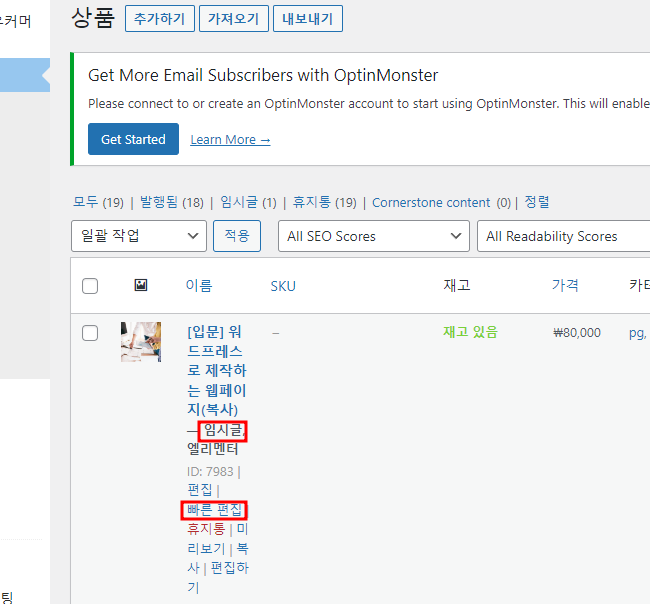 상품 추가하기 가져오기 내보내기
우커머
Get More Email Subscribers with OptinMonster
Please connect to or create an OptinMonster account to start using OptinMonster. This will enable
Get Started Learn More →
모두 (19) | 발행됨 (18) | 임시글 (1) | 휴지통 (19) | Cornerstone content (0) | 정렬
일괄 작업 적용 All SEO Scores All Readability Scores
이름 SKU 재고 가격 카테
[입문] 워
드프레스
로 제작하
는 웹페이
지(복사)
— 임시글,
엘리멘터
ID: 7983 |
편집 |
빠른 편집
휴지통 | 미
리보기 | 복
사 | 편집하
기
–
재고 있음
₩80,000
pg,
팅